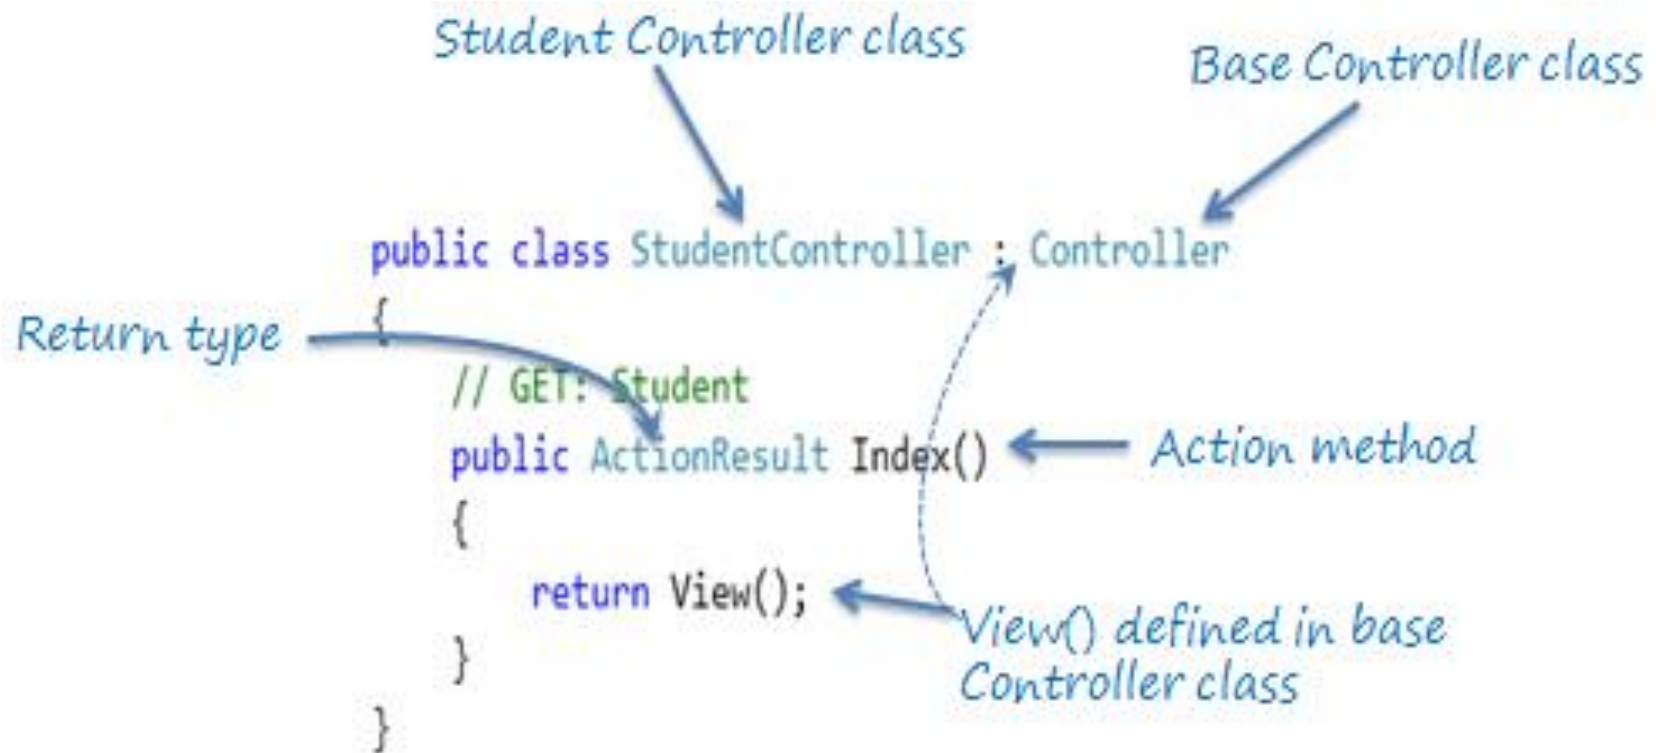 Student Controller class
Base Controller class
public class StudentController : Controller
{
Return type
// GET: Student
public ActionResult Index()
Action method
{
return View();
View() defined in base
Controller class
}
}